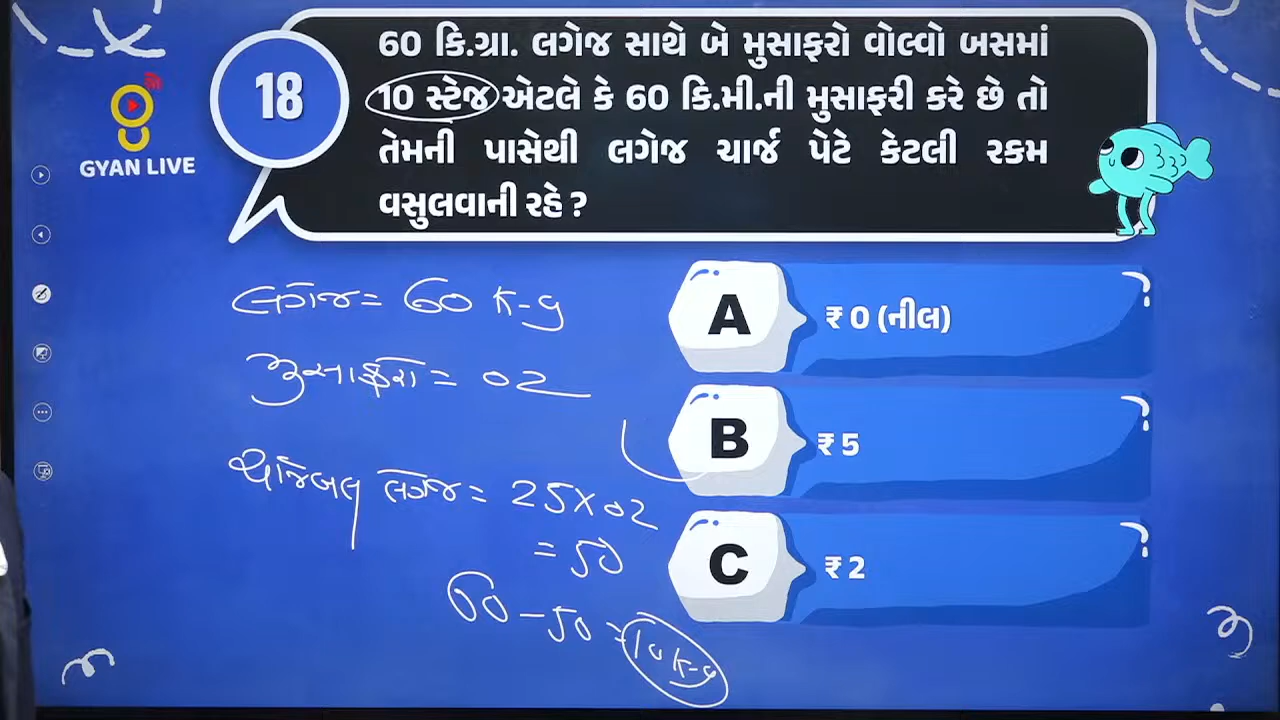 18
60 કિ.ગ્રા. લગેજ સાથે બે મુસાફરો વોલ્વો બસમાં
10 સ્ટેજ એટલે કે 60 કિ.મી.ની મુસાફરી કરે છે તો
તેમની પાસેથી લગેજ ચાર્જ પેટે કેટલી રકમ
વસુલવાની રહે ?
GYAN LIVE
A ₹ 0 (નીલ)
B ₹ 5
C ₹ 2
લગેજ = 60 K-g
મુસાફરો = 02
લગેજ = 25 X 02
= 50
60 - 50 = 10 K-g